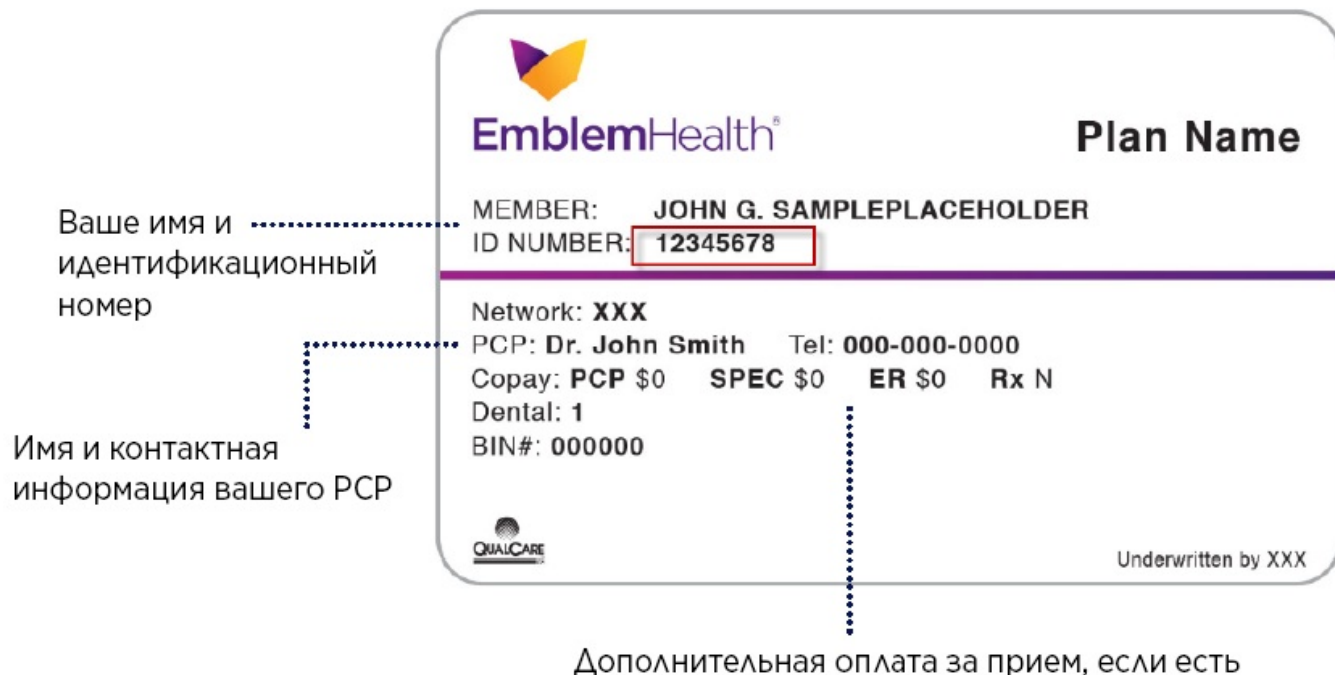 EmblemHealth®
Plan Name
MEMBER: JOHN G. SAMPLEPLACEHOLDER
ID NUMBER: 12345678
Ваше имя и
идентификационный
номер
Network: XXX
PCP: Dr. John Smith Tel: 000-000-0000
Copay: PCP $0 SPEC $0 ER $0 Rx N
Dental: 1
BIN#: 000000
Имя и контактная
информация вашего PCP
QUALCARE
Underwritten by XXX
Дополнительная оплата за прием, если есть